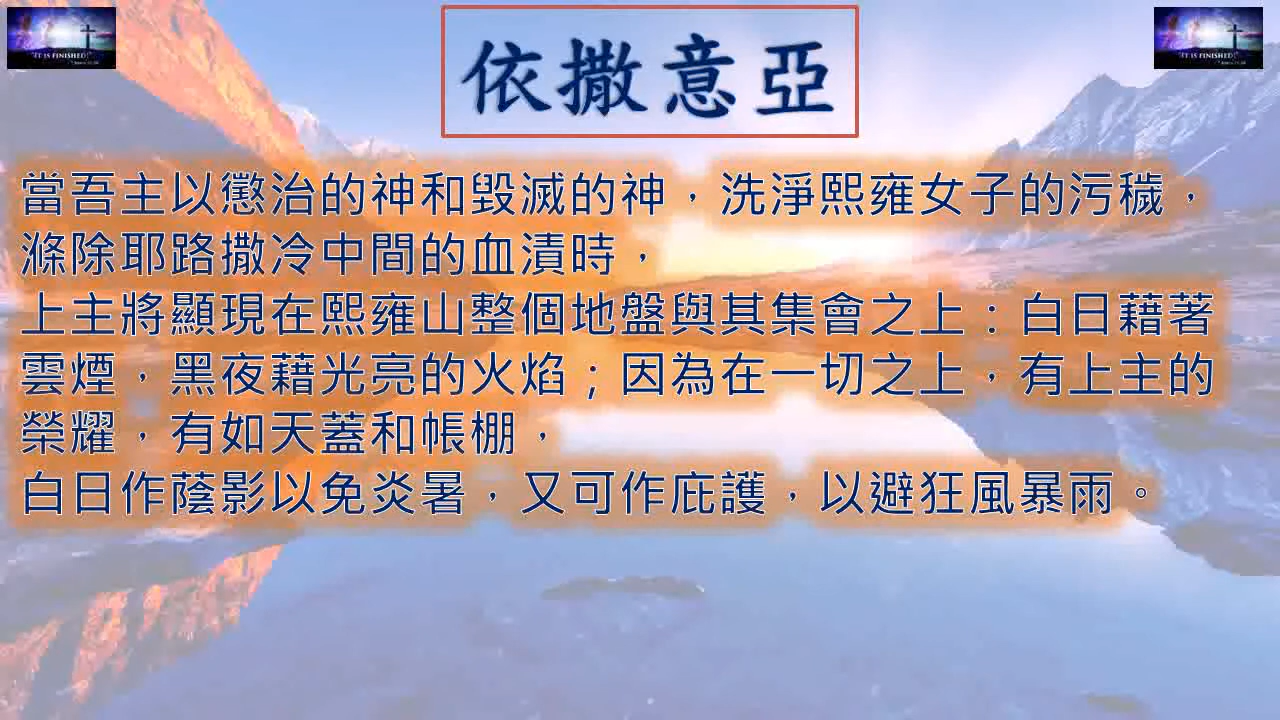 "IT IS FINISHED!"
依撒意亞
"IT IS FINISHED!"
當吾主以懲治的神和毀滅的神，洗淨熙雍女子的污穢，
滌除耶路撒冷中間的血漬時，
上主將顯現在熙雍山整個地盤與其集會之上：白日藉著
雲煙，黑夜藉光亮的火焰；因為在一切之上，有上主的
榮耀，有如天蓋和帳棚，
白日作蔭影以免炎暑，又可作庇護，以避狂風暴雨。